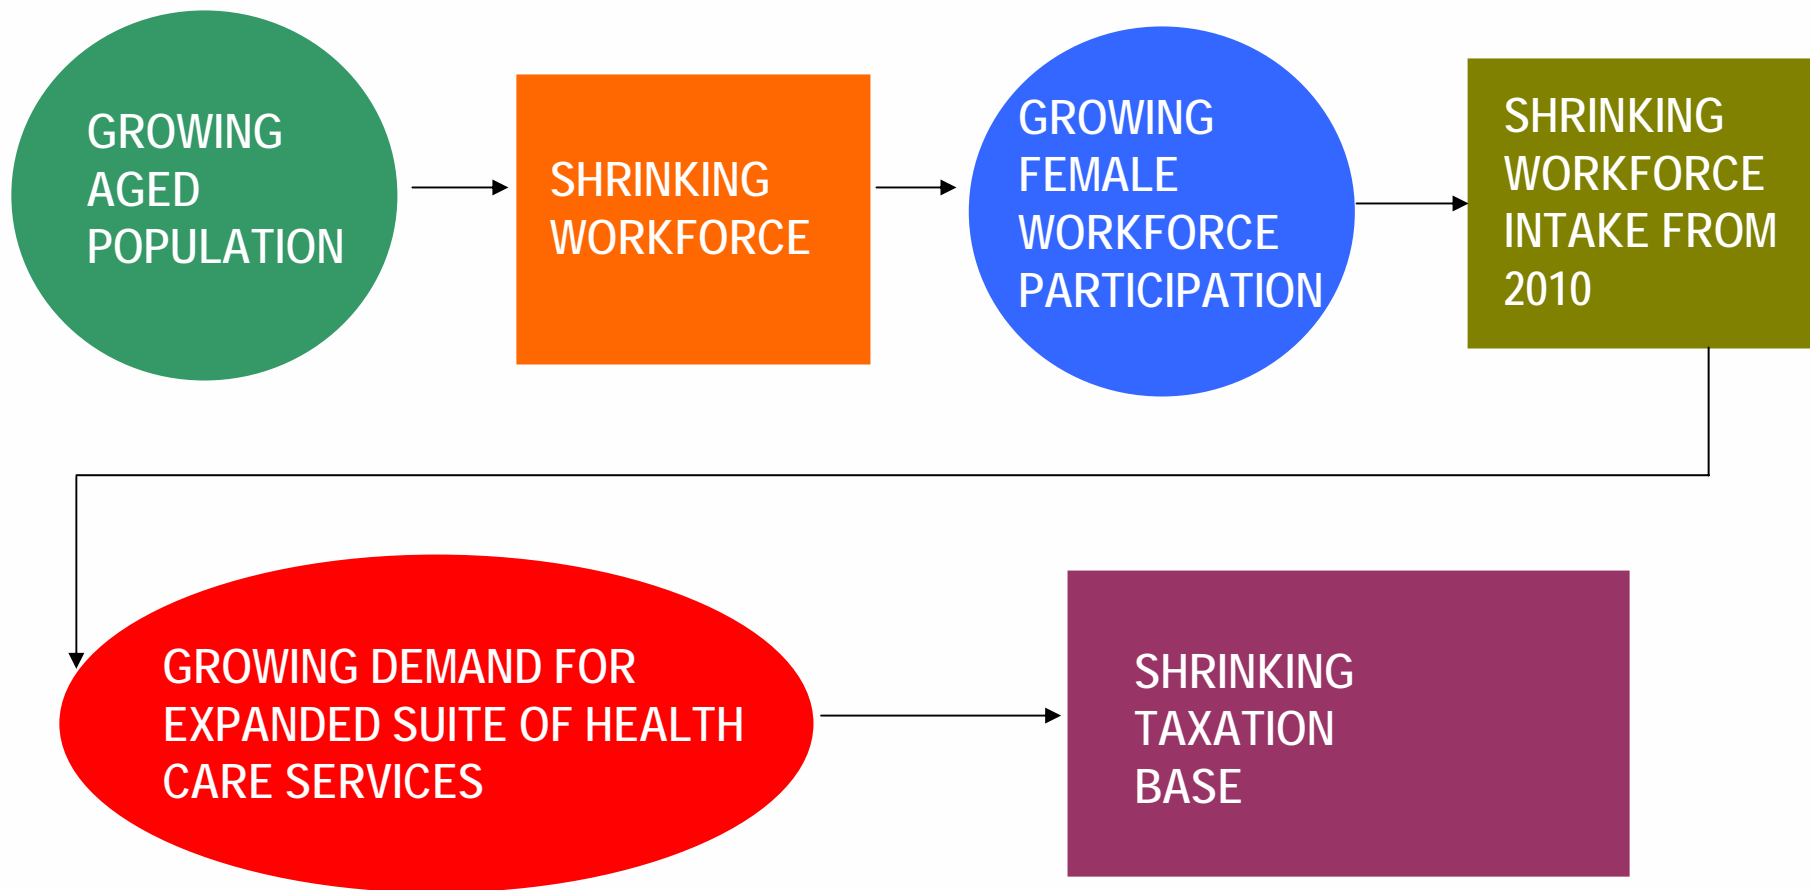 GROWING
AGED
POPULATION
SHRINKING
WORKFORCE
GROWING
FEMALE
WORKFORCE
PARTICIPATION
SHRINKING
WORKFORCE
INTAKE FROM
2010
GROWING DEMAND FOR
EXPANDED SUITE OF HEALTH
CARE SERVICES
SHRINKING
TAXATION
BASE